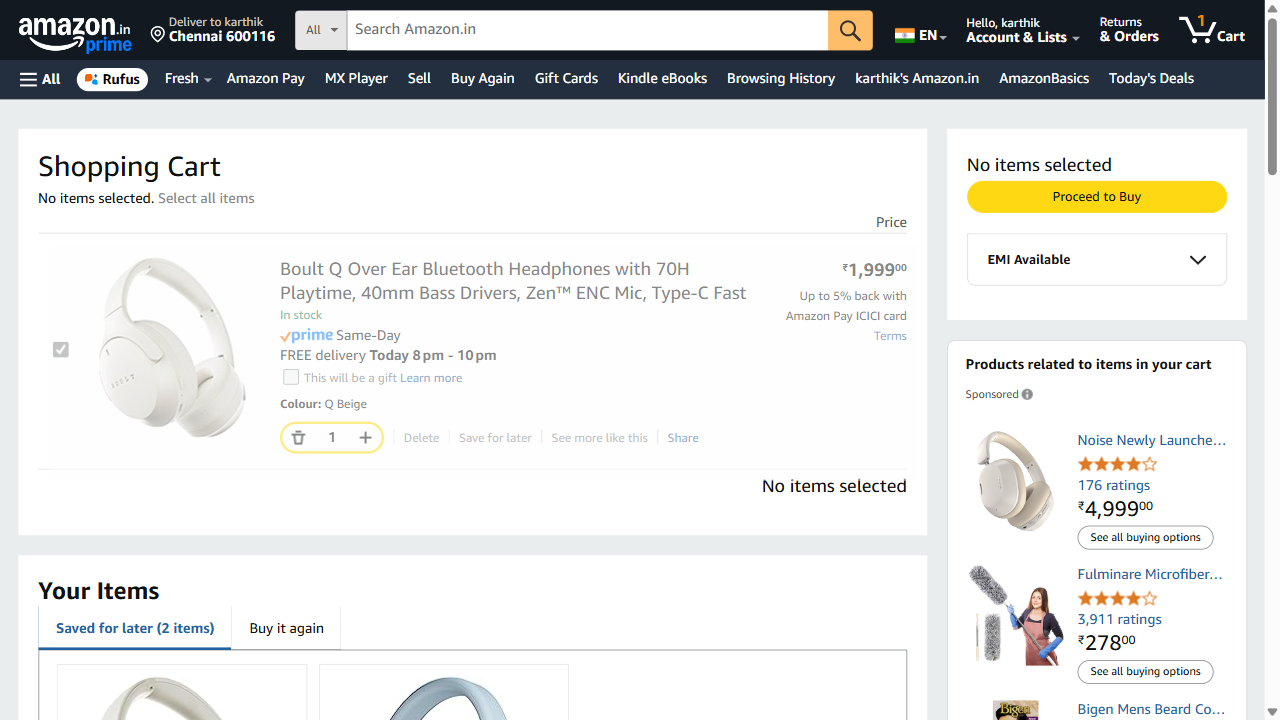 amazon.in
prime
Deliver to karthik
Chennai 600116
All
Search Amazon.in
EN
Hello, karthik
Account & Lists
Returns
& Orders
1
Cart
All
Rufus
Fresh
Amazon Pay
MX Player
Sell
Buy Again
Gift Cards
Kindle eBooks
Browsing History
karthik's Amazon.in
AmazonBasics
Today's Deals
Shopping Cart
No items selected. Select all items
Price
Boult Q Over Ear Bluetooth Headphones with 70H
Playtime, 40mm Bass Drivers, Zen™ ENC Mic, Type-C Fast
₹1,99900
In stock
Up to 5% back with
Amazon Pay ICICI card
Terms
prime Same-Day
FREE delivery Today 8 pm - 10 pm
This will be a gift Learn more
Colour: Q Beige
1
Delete
Save for later
See more like this
Share
BOULT
No items selected
Your Items
Saved for later (2 items)
Buy it again
No items selected
Proceed to Buy
EMI Available
Products related to items in your cart
Sponsored
Noise Newly Launche…
176 ratings
₹4,99900
See all buying options
Fulminare Microfiber…
3,911 ratings
₹27800
See all buying options
Bigen
Bigen Mens Beard Co…